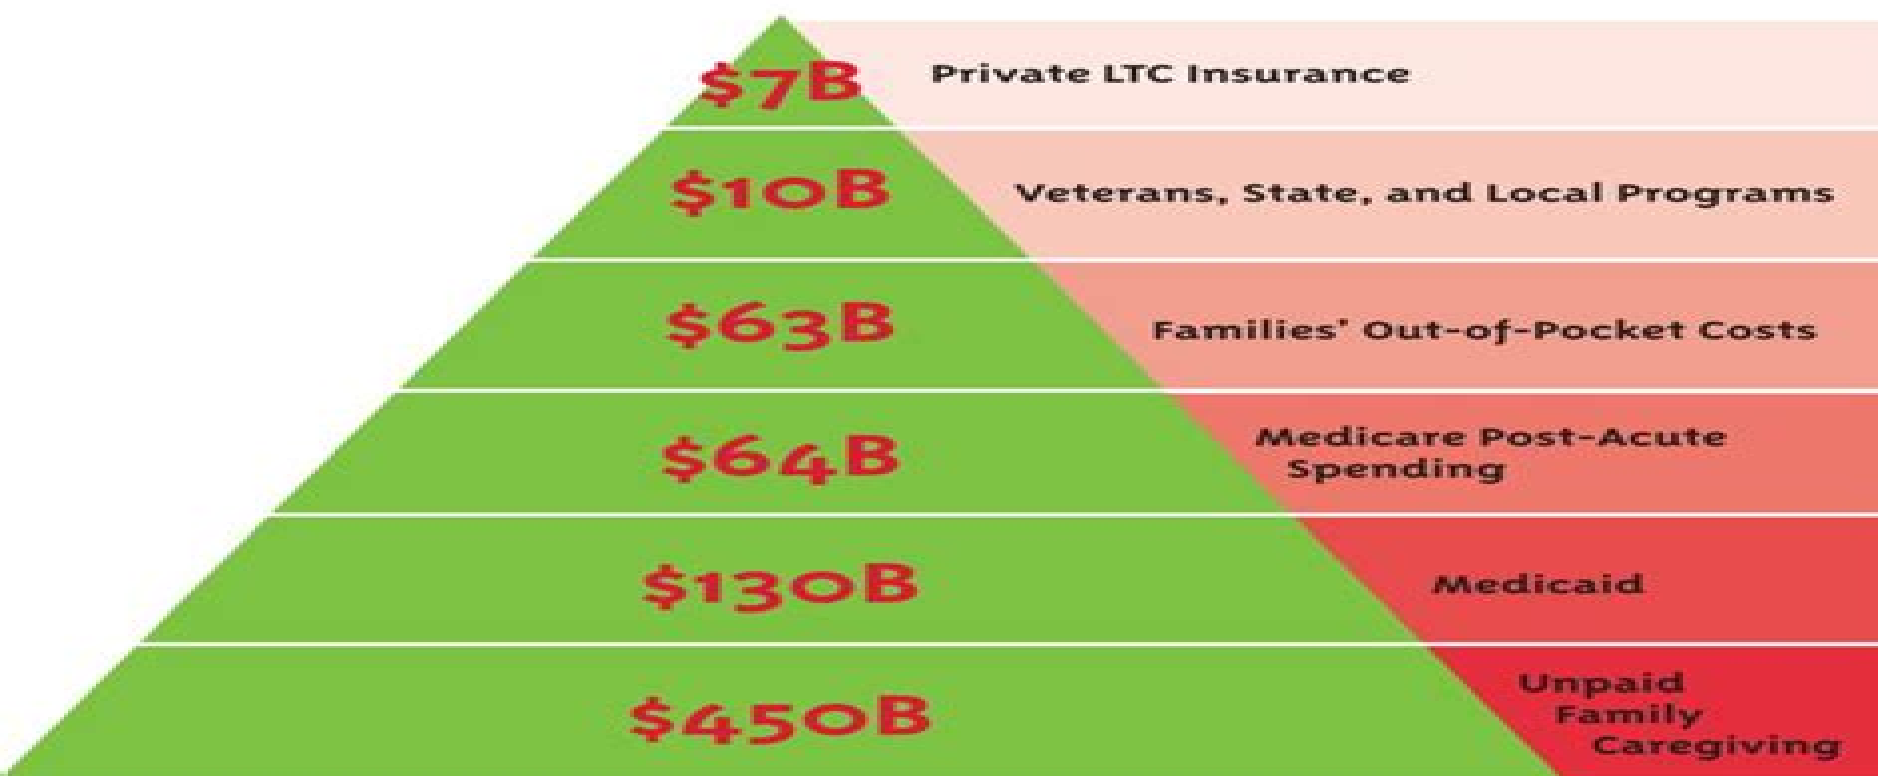 $7B Private LTC Insurance
$10B Veterans, State, and Local Programs
$63B Families' Out-of-Pocket Costs
$64B Medicare Post-Acute
Spending
$130B Medicaid
$450B Unpaid
Family
Caregiving